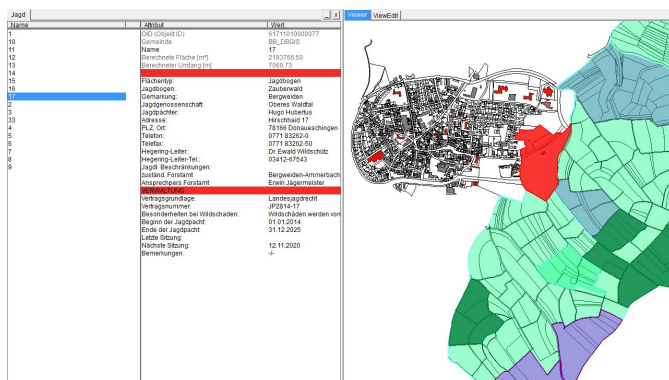 Jagd
_ x
Viewer ViewEdit
Name Attribut Wert
1 OID (Objekt ID) 61711010000077
10 Gemeinde BB_DBGIS
11 Name 17
12 Berechnete Fläche [m²] 2193766.50
13 Berechneter Umfang [m] 7069.73
14
15 Flächentyp: Jagdbogen
16 Jagdbogen: Zauberwald
17 Gemarkung: Bergweiden
2 Jagdgenossenschaft: Oberes Waldtal
3 Jagdpächter: Hugo Hubertus
33 Adresse: Hirschhaid 17
4 PLZ, Ort: 78166 Donaueschingen
5 Telefon: 0771 83262-0
6 Telefax: 0771 83262-50
7 Hegering-Leiter: Dr. Ewald Wildschütz
8 Hegering-Leiter-Tel.: 03412-67543
9 Jagdl. Beschränkungen:
zuständ. Forstamt Bergweiden-Ammerbach
Ansprechpers.Forstamt Erwin Jägermeister
VERWALTUNG
Vertragsgrundlage: Landesjagdrecht
Vertragsnummer: JP2814-17
Besonderheiten bei Wildschaden: Wildschäden werden von
Beginn der Jagdpacht: 01.01.2014
Ende der Jagdpacht: 31.12.2025
Letzte Sitzung:
Nächste Sitzung: 12.11.2020
Bemerkungen: -/-